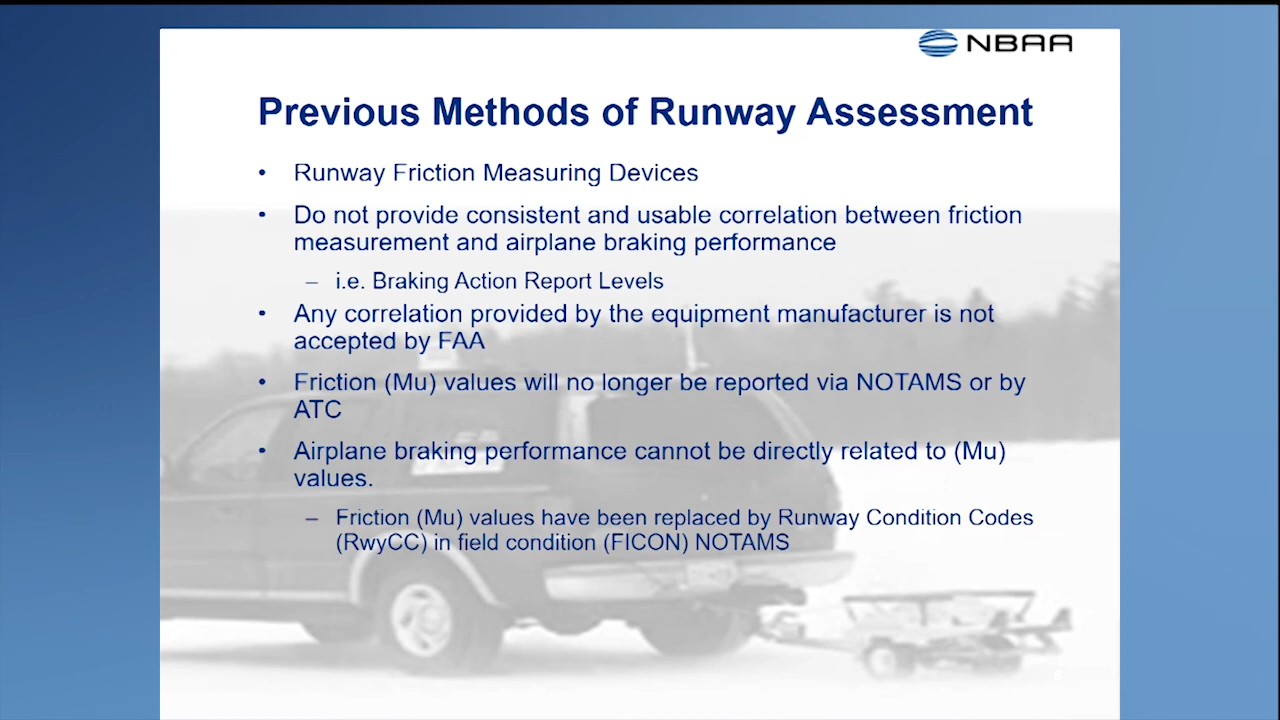 NBAA
Previous Methods of Runway Assessment
• Runway Friction Measuring Devices
• Do not provide consistent and usable correlation between friction
measurement and airplane braking performance
– i.e. Braking Action Report Levels
• Any correlation provided by the equipment manufacturer is not
accepted by FAA
• Friction (Mu) values will no longer be reported via NOTAMS or by
ATC
• Airplane braking performance cannot be directly related to (Mu)
values.
– Friction (Mu) values have been replaced by Runway Condition Codes
(RwyCC) in field condition (FICON) NOTAMS